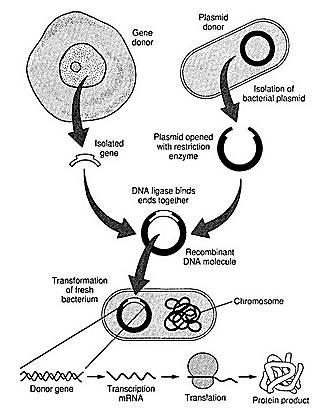 Gene
donor
Plasmid
donor
Isolation of
bacterial plasmid
Isolated
gene
Plasmid opened
with restriction
enzyme
DNA ligase binds
ends together
Recombinant
DNA molecule
Transformation
of fresh
bacterium
Chromosome
Donor gene
Transcription
mRNA
Translation
Protein product